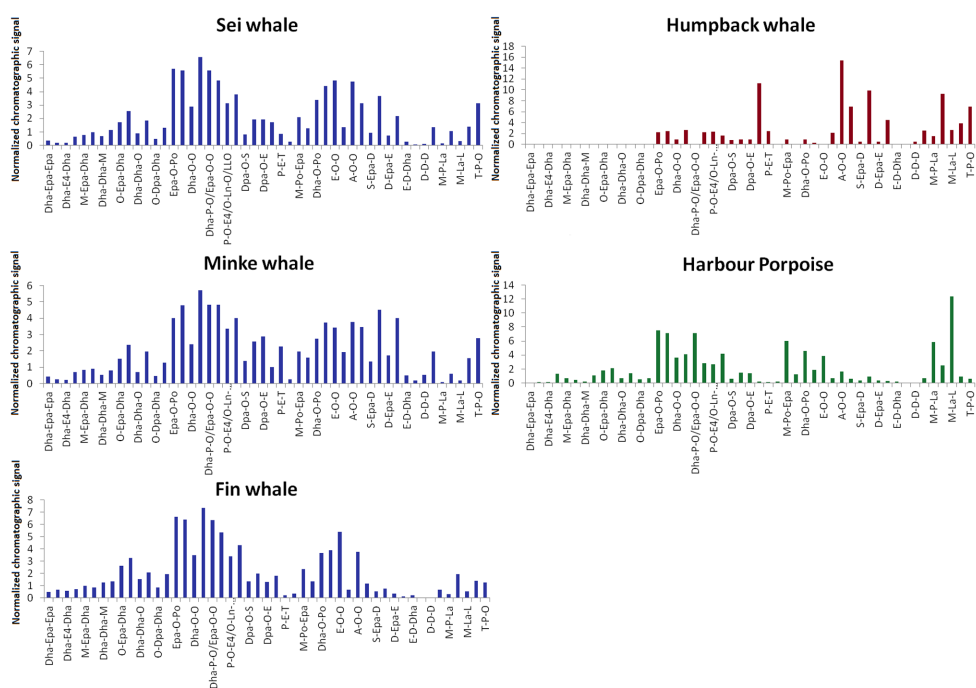 Sei whale
Normalized chromatographic signal
7
6
5
4
3
2
1
0
Dha-Epa-Epa
Dha-E4-Dha
M-Epa-Dha
Dha-Dha-M
O-Epa-Dha
Dha-Dha-O
O-Dpa-Dha
Epa-O-Po
Dha-O-O
Dha-P-O/Epa-O-O
P-O-E4/O-Ln-O/LLO
Dpa-O-S
Dpa-O-E
P-E-T
M-Po-Epa
Dha-O-Po
E-O-O
A-O-O
S-Epa-D
D-Epa-E
E-D-Dha
D-D-D
M-P-La
M-La-L
T-P-O
Humpback whale
Normalized chromatographic signal
18
16
14
12
10
8
6
4
2
0
Dha-Epa-Epa
Dha-E4-Dha
M-Epa-Dha
Dha-Dha-M
O-Epa-Dha
Dha-Dha-O
O-Dpa-Dha
Epa-O-Po
Dha-O-O
Dha-P-O/Epa-O-O
P-O-E4/O-Ln-...
Dpa-O-S
Dpa-O-E
P-E-T
M-Po-Epa
Dha-O-Po
E-O-O
A-O-O
S-Epa-D
D-Epa-E
E-D-Dha
D-D-D
M-P-La
M-La-L
T-P-O
Minke whale
Normalized chromatographic signal
6
5
4
3
2
1
0
Dha-Epa-Epa
Dha-E4-Dha
M-Epa-Dha
Dha-Dha-M
O-Epa-Dha
Dha-Dha-O
O-Dpa-Dha
Epa-O-Po
Dha-O-O
Dha-P-O/Epa-O-O
P-O-E4/O-Ln-...
Dpa-O-S
Dpa-O-E
P-E-T
M-Po-Epa
Dha-O-Po
E-O-O
A-O-O
S-Epa-D
D-Epa-E
E-D-Dha
D-D-D
M-P-La
M-La-L
T-P-O
Harbour Porpoise
Normalized chromatographic signal
14
12
10
8
6
4
2
0
Dha-Epa-Epa
Dha-E4-Dha
M-Epa-Dha
Dha-Dha-M
O-Epa-Dha
Dha-Dha-O
O-Dpa-Dha
Epa-O-Po
Dha-O-O
Dha-P-O/Epa-O-O
P-O-E4/O-Ln-...
Dpa-O-S
Dpa-O-E
P-E-T
M-Po-Epa
Dha-O-Po
E-O-O
A-O-O
S-Epa-D
D-Epa-E
E-D-Dha
D-D-D
M-P-La
M-La-L
T-P-O
Fin whale
Normalized chromatographic signal
8
7
6
5
4
3
2
1
0
Dha-Epa-Epa
Dha-E4-Dha
M-Epa-Dha
Dha-Dha-M
O-Epa-Dha
Dha-Dha-O
O-Dpa-Dha
Epa-O-Po
Dha-O-O
Dha-P-O/Epa-O-O
P-O-E4/O-Ln-...
Dpa-O-S
Dpa-O-E
P-E-T
M-Po-Epa
Dha-O-Po
E-O-O
A-O-O
S-Epa-D
D-Epa-E
E-D-Dha
D-D-D
M-P-La
M-La-L
T-P-O